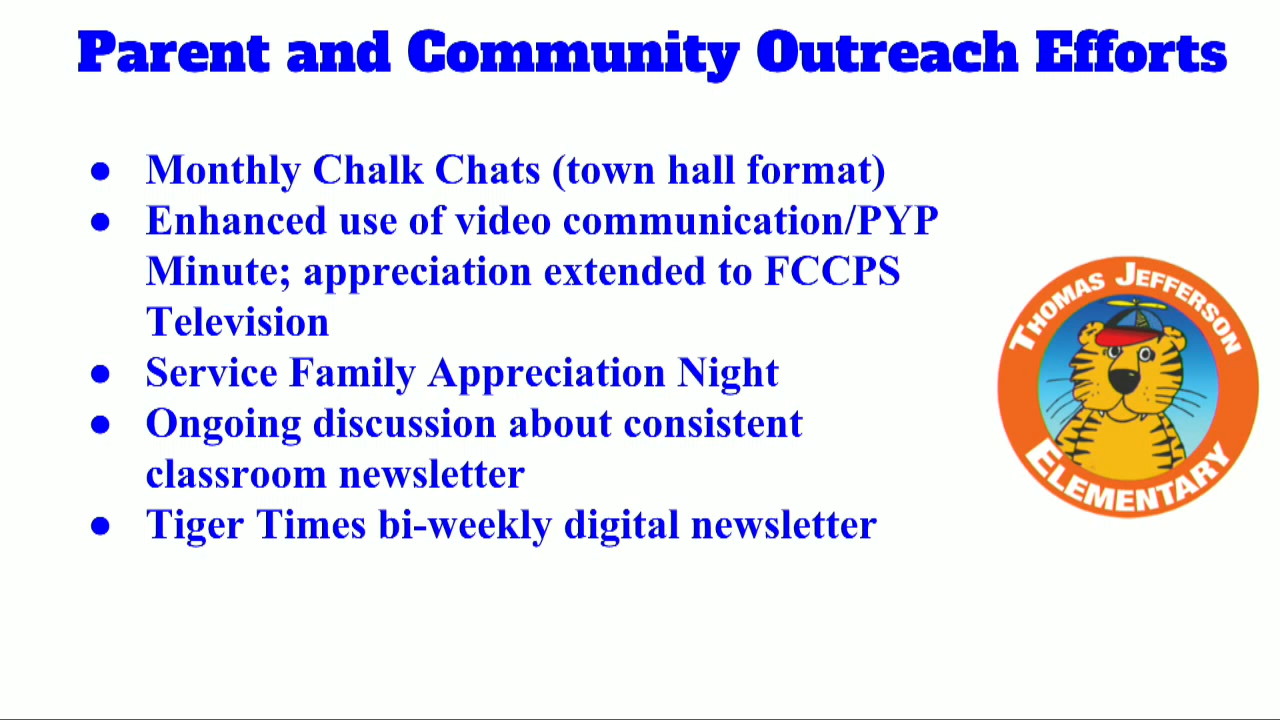 Parent and Community Outreach Efforts
● Monthly Chalk Chats (town hall format)
● Enhanced use of video communication/PYP
Minute; appreciation extended to FCCPS
Television
● Service Family Appreciation Night
● Ongoing discussion about consistent
classroom newsletter
● Tiger Times bi-weekly digital newsletter
THOMAS JEFFERSON
ELEMENTARY